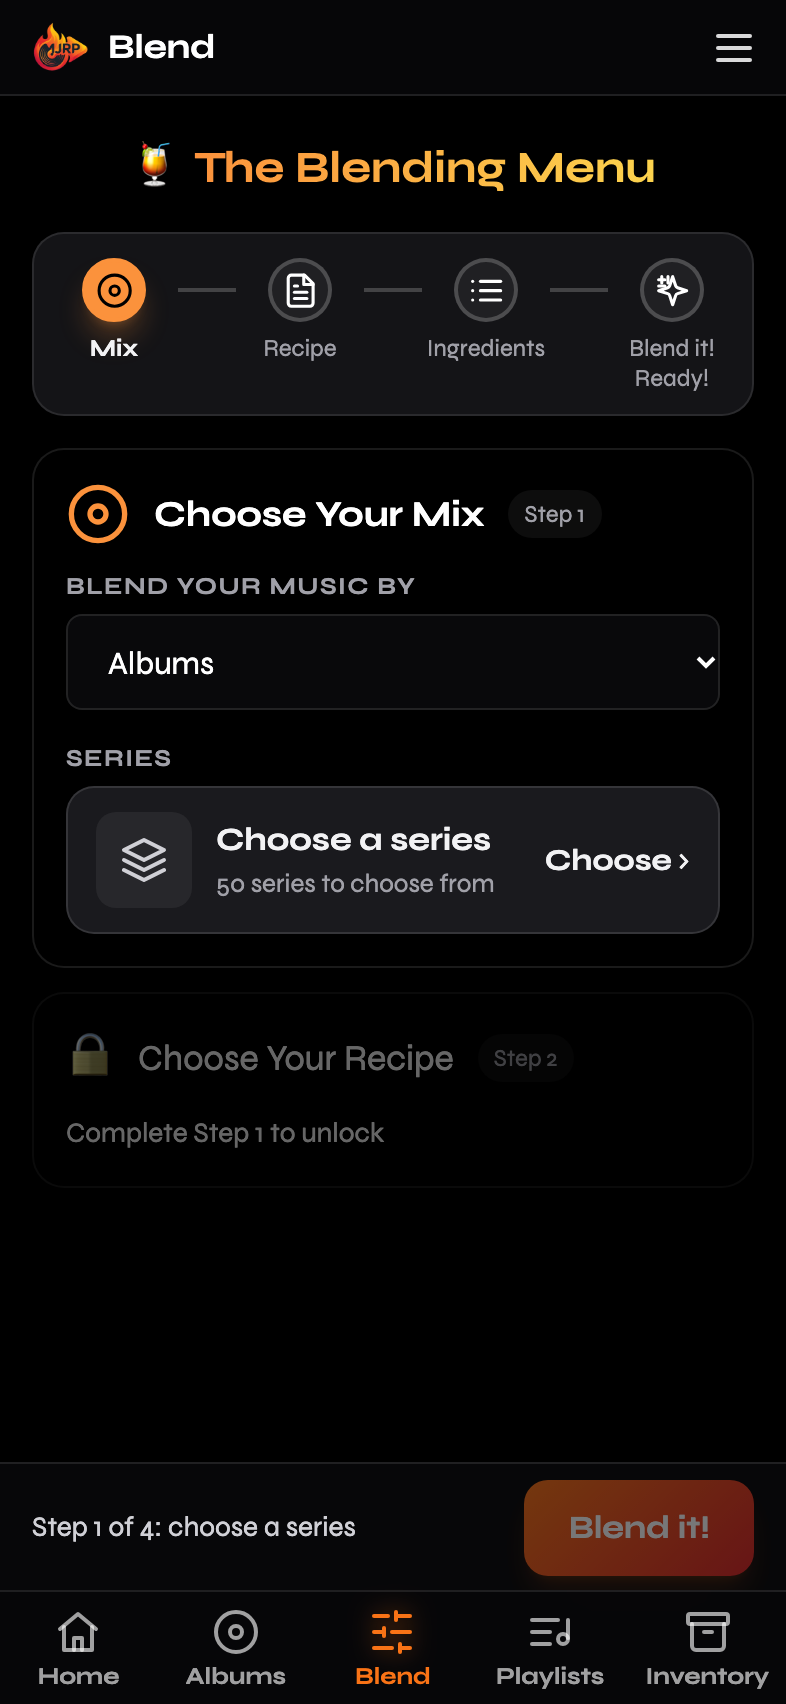 MJRP
Blend
The Blending Menu
Mix
Recipe
Ingredients
Blend it!
Ready!
Choose Your Mix
Step 1
BLEND YOUR MUSIC BY
Albums
SERIES
Choose a series
50 series to choose from
Choose ›
Choose Your Recipe
Step 2
Complete Step 1 to unlock
Step 1 of 4: choose a series
Blend it!
Home
Albums
Blend
Playlists
Inventory